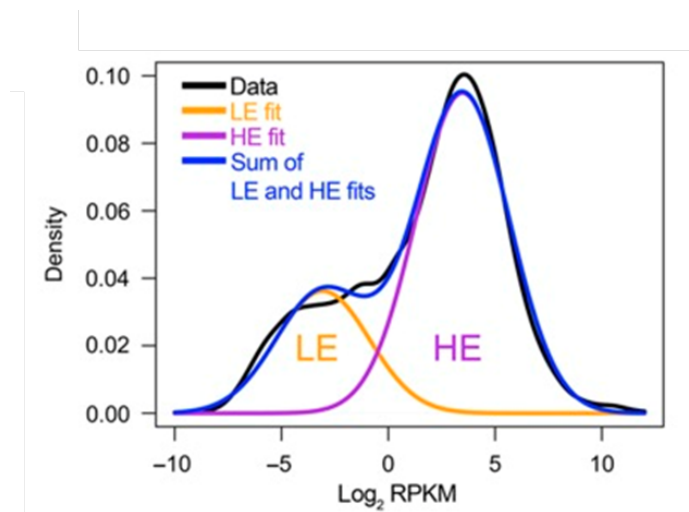 Data
LE fit
HE fit
Sum of
LE and HE fits
0.10
0.08
0.06
0.04
0.02
0.00
Density
LE
HE
−10
−5
0
5
10
Log₂ RPKM